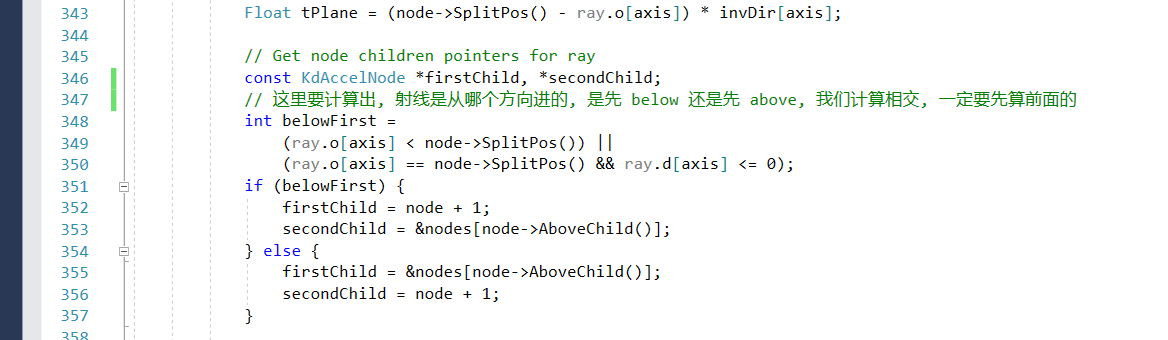 343 Float tPlane = (node->SplitPos() - ray.o[axis]) * invDir[axis];
344
345 // Get node children pointers for ray
346 const KdAccelNode *firstChild, *secondChild;
347 // 这里要计算出, 射线是从哪个方向进的, 是先 below 还是先 above, 我们计算相交, 一定要先算前面的
348 int belowFirst =
349 (ray.o[axis] < node->SplitPos()) ||
350 (ray.o[axis] == node->SplitPos() && ray.d[axis] <= 0);
351 if (belowFirst) {
352 firstChild = node + 1;
353 secondChild = &nodes[node->AboveChild()];
354 } else {
355 firstChild = &nodes[node->AboveChild()];
356 secondChild = node + 1;
357 }
358